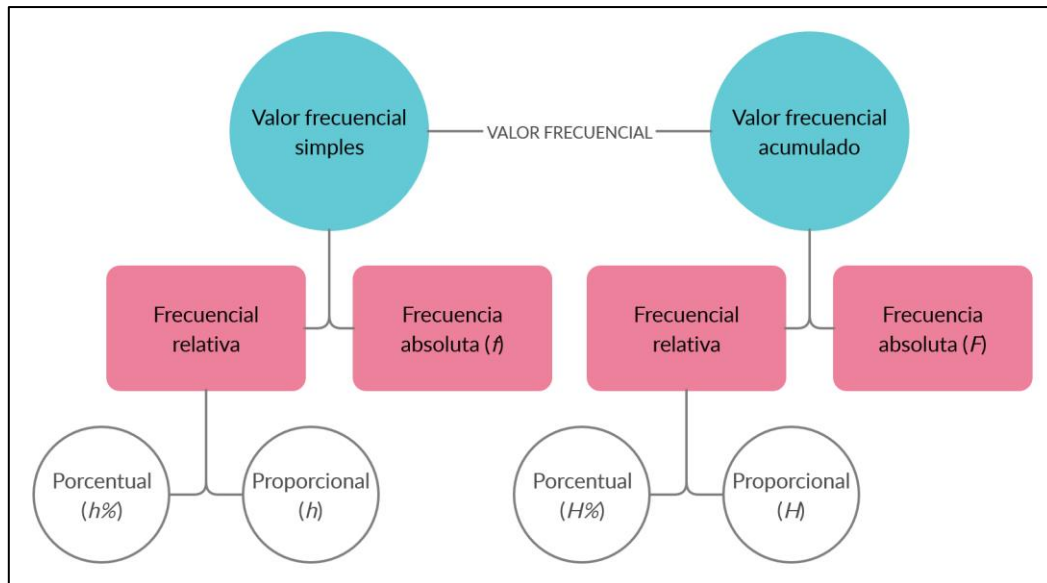 Valor frecuencial
simples
VALOR FRECUENCIAL
Valor frecuencial
acumulado
Frecuencial
relativa
Frecuencia
absoluta (f)
Frecuencial
relativa
Frecuencia
absoluta (F)
Porcentual
(h%)
Proporcional
(h)
Porcentual
(H%)
Proporcional
(H)